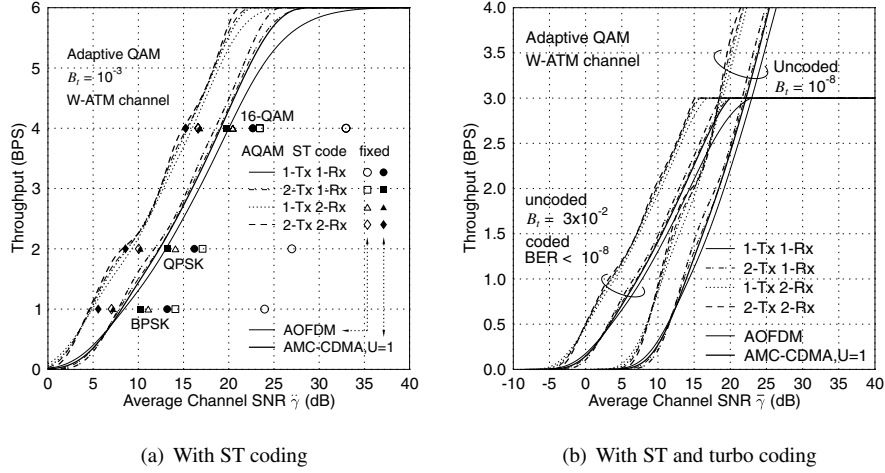 6
5
4
3
2
1
0
0 5 10 15 20 25 30 35 40
Throughput (BPS)
Average Channel SNR γ̈ (dB)
Adaptive QAM
Bₜ = 10⁻³
W-ATM channel
16-QAM
AQAM ST code fixed
1-Tx 1-Rx
2-Tx 1-Rx
1-Tx 2-Rx
2-Tx 2-Rx
QPSK
BPSK
AOFDM
AMC-CDMA,U=1
(a) With ST coding
4.0
3.5
3.0
2.5
2.0
1.5
1.0
0.5
0.0
-10 -5 0 5 10 15 20 25 30 35 40
Throughput (BPS)
Average Channel SNR γ̄ (dB)
Adaptive QAM
W-ATM channel
Uncoded
Bₜ = 10⁻⁸
uncoded
Bₜ = 3x10⁻²
coded
BER < 10⁻⁸
1-Tx 1-Rx
2-Tx 1-Rx
1-Tx 2-Rx
2-Tx 2-Rx
AOFDM
AMC-CDMA,U=1
(b) With ST and turbo coding